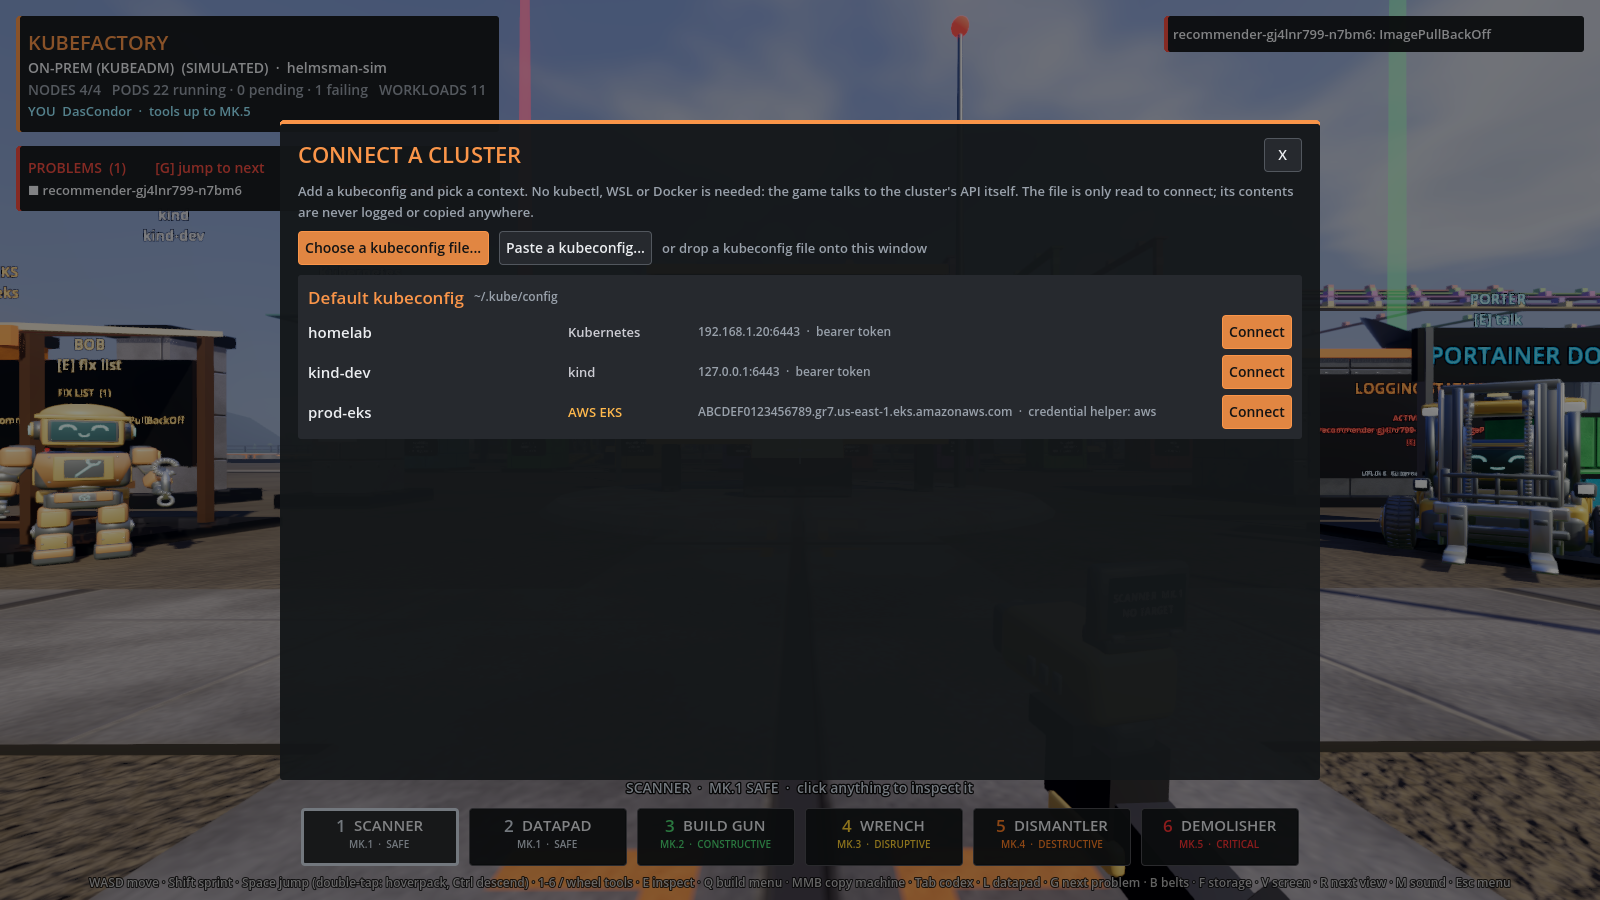 KUBEFACTORY
ON-PREM (KUBEADM) (SIMULATED) · helmsman-sim
NODES 4/4 PODS 22 running · 0 pending · 1 failing WORKLOADS 11
YOU DasCondor · tools up to MK.5
recommender-gj4lnr799-n7bm6: ImagePullBackOff
PROBLEMS (1) [G] jump to next
recommender-gj4lnr799-n7bm6
kind
kind-dev
CONNECT A CLUSTER
X
Add a kubeconfig and pick a context. No kubectl, WSL or Docker is needed: the game talks to the cluster's API itself. The file is only read to connect; its contents
are never logged or copied anywhere.
Choose a kubeconfig file...
Paste a kubeconfig...
or drop a kubeconfig file onto this window
Default kubeconfig ~/.kube/config
homelab Kubernetes 192.168.1.20:6443 · bearer token Connect
kind-dev kind 127.0.0.1:6443 · bearer token Connect
prod-eks AWS EKS ABCDEF0123456789.gr7.us-east-1.eks.amazonaws.com · credential helper: aws Connect
BOB
[E] fix list
FIX LIST (1)
PORTER
[E] talk
PORTAINER DO
LOGGING
SCANNER · MK.1 SAFE · click anything to inspect it
1 SCANNER
MK.1 · SAFE
2 DATAPAD
MK.1 · SAFE
3 BUILD GUN
MK.2 · CONSTRUCTIVE
4 WRENCH
MK.3 · DISRUPTIVE
5 DISMANTLER
MK.4 · DESTRUCTIVE
6 DEMOLISHER
MK.5 · CRITICAL
WASD move · Shift sprint · Space jump (double-tap: hoverpack, Ctrl descend) · 1-6 / wheel tools · E inspect · Q build menu · MMB copy machine · Tab codex · L datapad · G next problem · B belts · F storage · V screen · R next view · M sound · Esc menu